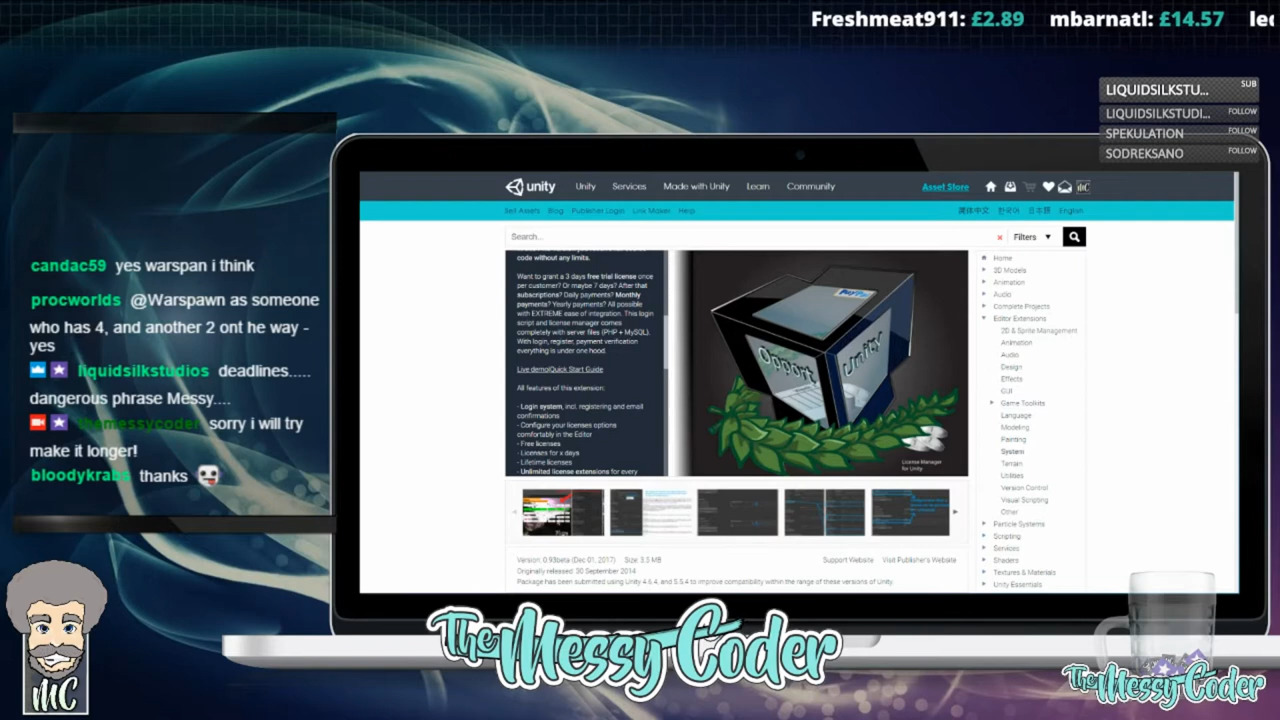 Freshmeat911: £2.89 mbarnatl: £14.57
LIQUIDSILKSTU... SUB
LIQUIDSILKSTUDI... FOLLOW
SPEKULATION FOLLOW
SODREKSANO FOLLOW
unity Unity Services Made with Unity Learn Community Asset Store MC
Sell Assets Blog Publisher Login Link Maker Help 简体中文 한국어 日本語 English
Search... × Filters ▼
code without any limits.
Want to grant a 3 days free trial license once
per customer? Or maybe 7 days? After that
subscriptions? Daily payments? Monthly
payments? Yearly payments? All possible
with EXTREME ease of integration. This login
script and license manager comes
completely with server files (PHP + MySQL).
With login, register, payment verification
everything is under one hood.
Live demo|Quick Start Guide
All features of this extension:
- Login system, incl. registering and email
confirmations
- Configure your licenses options
comfortably in the Editor
- Free licenses
- Licenses for x days
- Lifetime licenses
- Unlimited license extensions for every
PayPal
Unity
License Manager
for Unity
Home
3D Models
Animation
Audio
Complete Projects
Editor Extensions
2D & Sprite Management
Animation
Audio
Design
Effects
GUI
Game Toolkits
Language
Modeling
Painting
System
Terrain
Utilities
Version Control
Visual Scripting
Other
Particle Systems
Scripting
Services
Shaders
Textures & Materials
Unity Essentials
Version: 0.93beta (Dec 01, 2017) Size: 3.3 MB Support Website Visit Publisher's Website
Originally released: 30 September 2014
Package has been submitted using Unity 4.6.4, and 5.5.4 to improve compatibility within the range of these versions of Unity.
candac59 yes warspan i think
procworlds @Warspawn as someone
who has 4, and another 2 ont he way -
yes
liquidsilkstudios deadlines.....
dangerous phrase Messy....
themessycoder sorry i will try
make it longer!
bloodykrabs thanks
MC
The Messy Coder
The Messy Coder